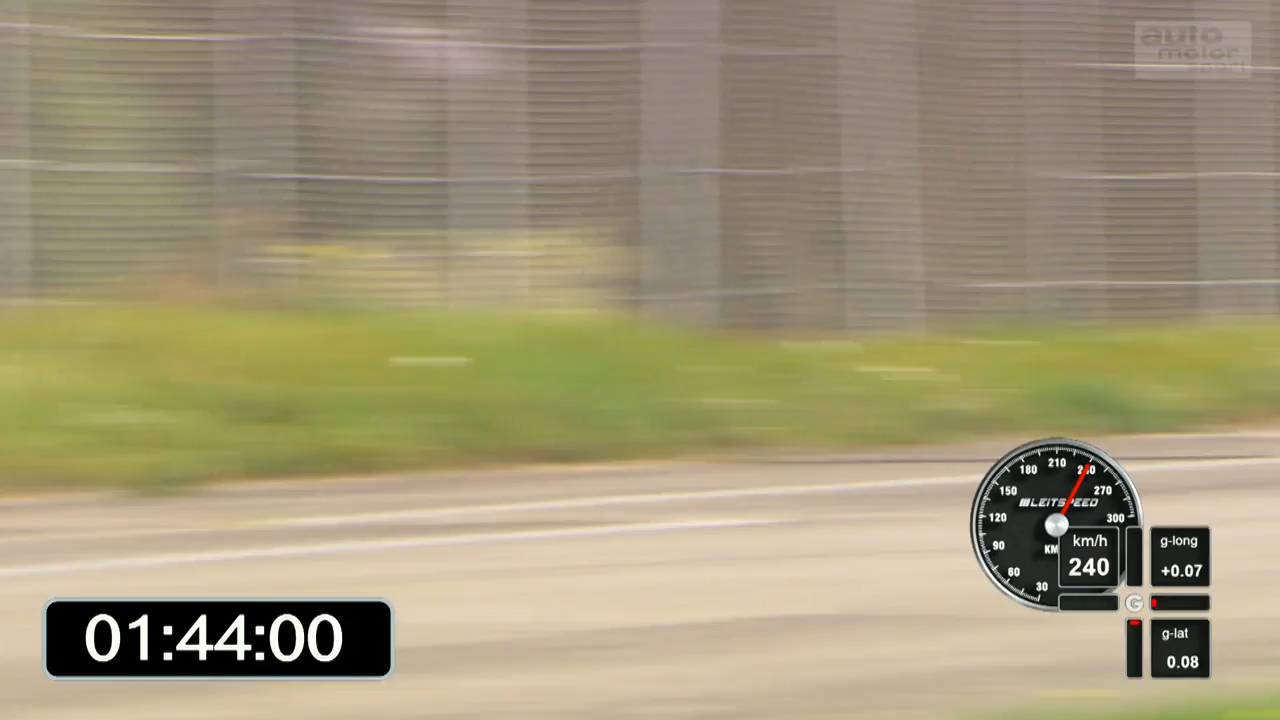 auto
motor
sport
180 210 240
150 270
LEITSPEED
120 300
90 KM
60
30
km/h
240
g-long
+0.07
G
g-lat
0.08
01:44:00